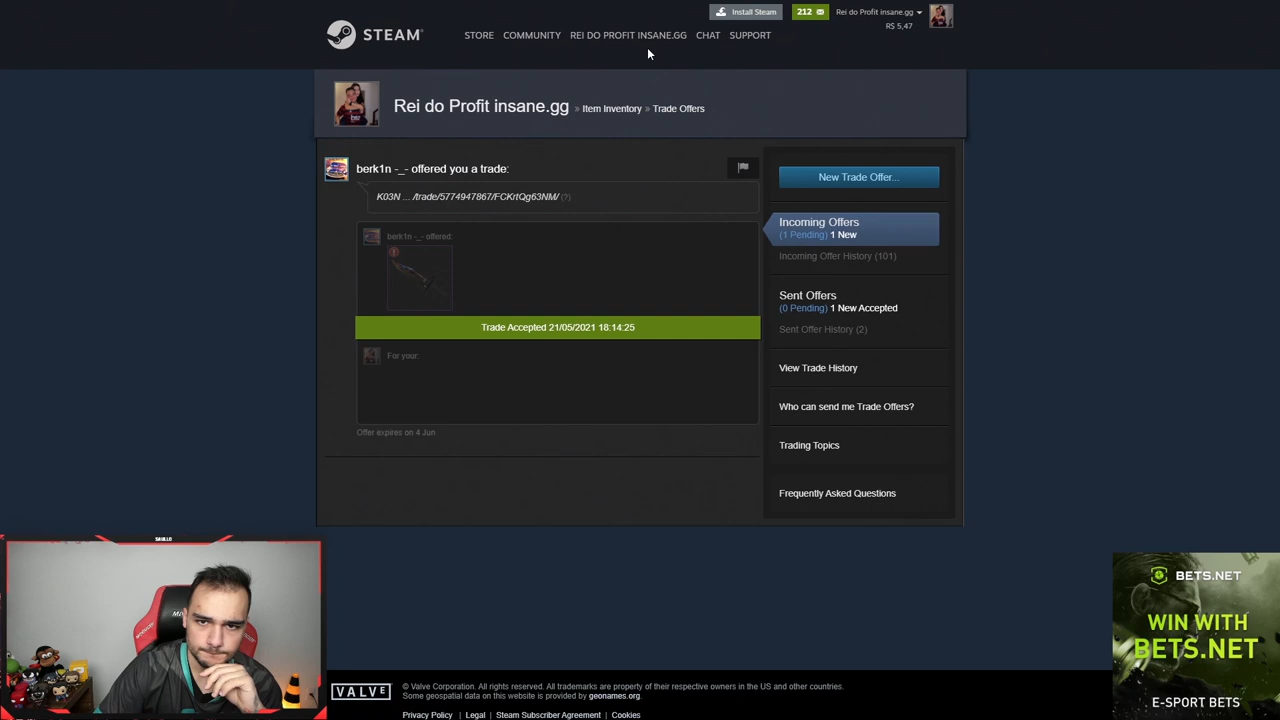 Install Steam
212
Rei do Profit insane.gg
R$ 5,47
STEAM
STORE COMMUNITY REI DO PROFIT INSANE.GG CHAT SUPPORT
Rei do Profit insane.gg » Item Inventory » Trade Offers
berk1n -_- offered you a trade:
K03N ... /trade/5774947867/FCKrtQg63NM/ (?)
berk1n -_- offered:
1
Trade Accepted 21/05/2021 18:14:25
For your:
Offer expires on 4 Jun
New Trade Offer...
Incoming Offers
(1 Pending) 1 New
Incoming Offer History (101)
Sent Offers
(0 Pending) 1 New Accepted
Sent Offer History (2)
View Trade History
Who can send me Trade Offers?
Trading Topics
Frequently Asked Questions
SAULLO
BETS.NET
WIN WITH
BETS.NET
E-SPORT BETS
VALVE
© Valve Corporation. All rights reserved. All trademarks are property of their respective owners in the US and other countries.
Some geospatial data on this website is provided by geonames.org.
Privacy Policy | Legal | Steam Subscriber Agreement | Cookies